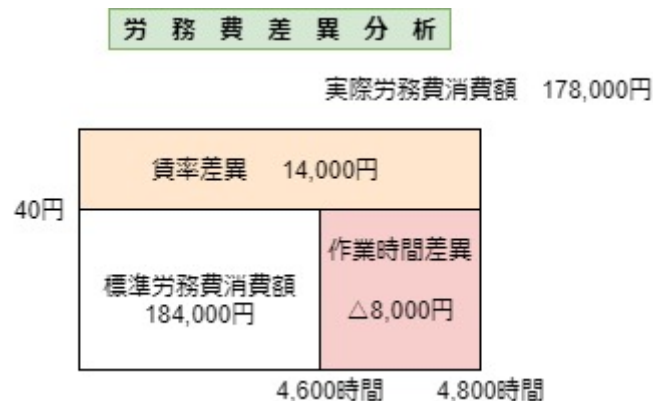 労務費差異分析
実際労務費消費額 178,000円
賃率差異 14,000円
40円
作業時間差異
標準労務費消費額
184,000円
△8,000円
4,600時間 4,800時間